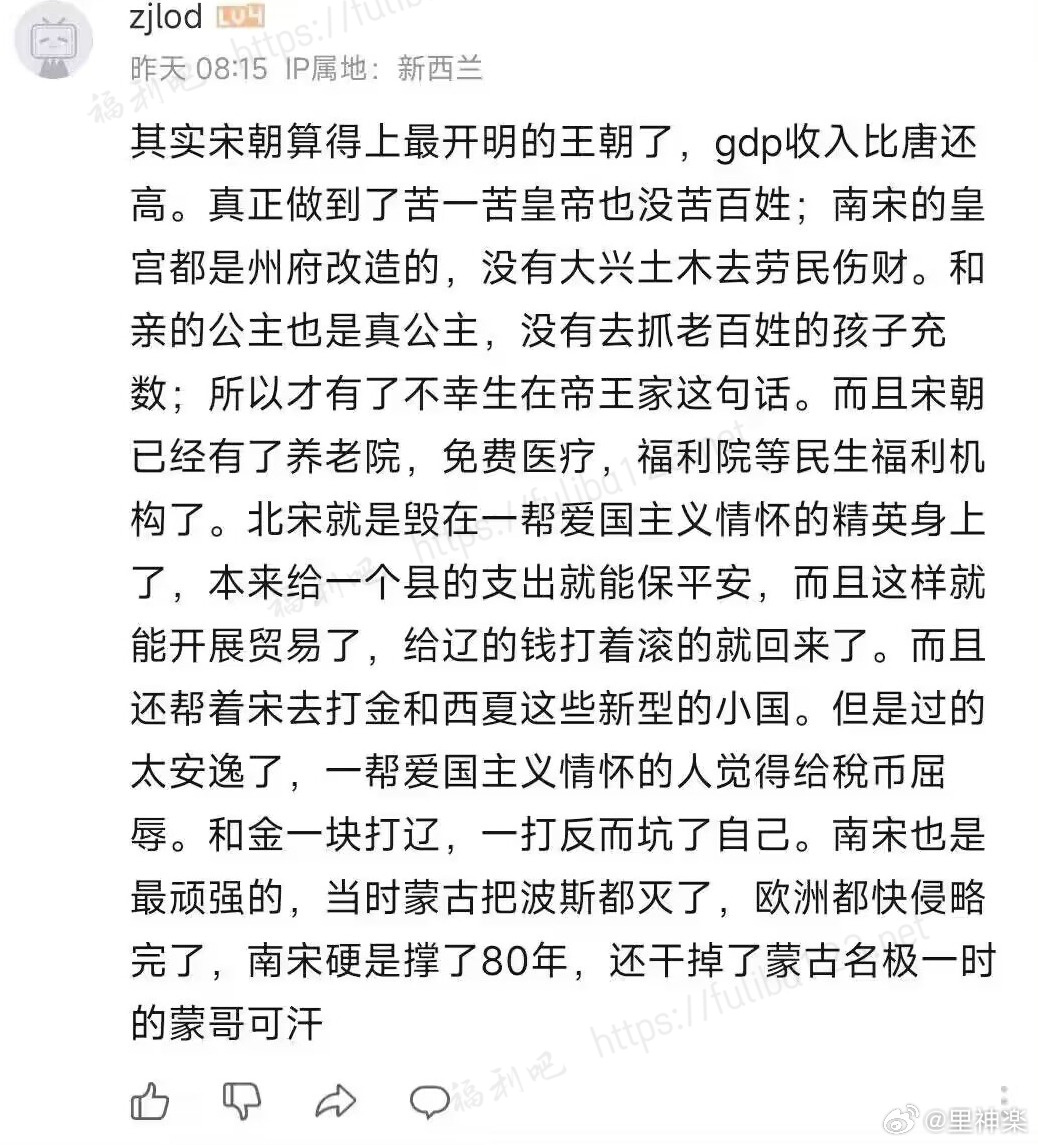 zjlod LV4
昨天 08:15 IP属地：新西兰
其实宋朝算得上最开明的王朝了，gdp收入比唐还
高。真正做到了苦一苦皇帝也没苦百姓；南宋的皇
宫都是州府改造的，没有大兴土木去劳民伤财。和
亲的公主也是真公主，没有去抓老百姓的孩子充
数；所以才有了不幸生在帝王家这句话。而且宋朝
已经有了养老院，免费医疗，福利院等民生福利机
构了。北宋就是毁在一帮爱国主义情怀的精英身上
了，本来给一个县的支出就能保平安，而且这样就
能开展贸易了，给辽的钱打着滚的就回来了。而且
还帮着宋去打金和西夏这些新型的小国。但是过的
太安逸了，一帮爱国主义情怀的人觉得给稅币屈
辱。和金一块打辽，一打反而坑了自己。南宋也是
最顽强的，当时蒙古把波斯都灭了，欧洲都快侵略
完了，南宋硬是撑了80年，还干掉了蒙古名极一时
的蒙哥可汗
福利吧 https://fuliba123.net
@里神楽